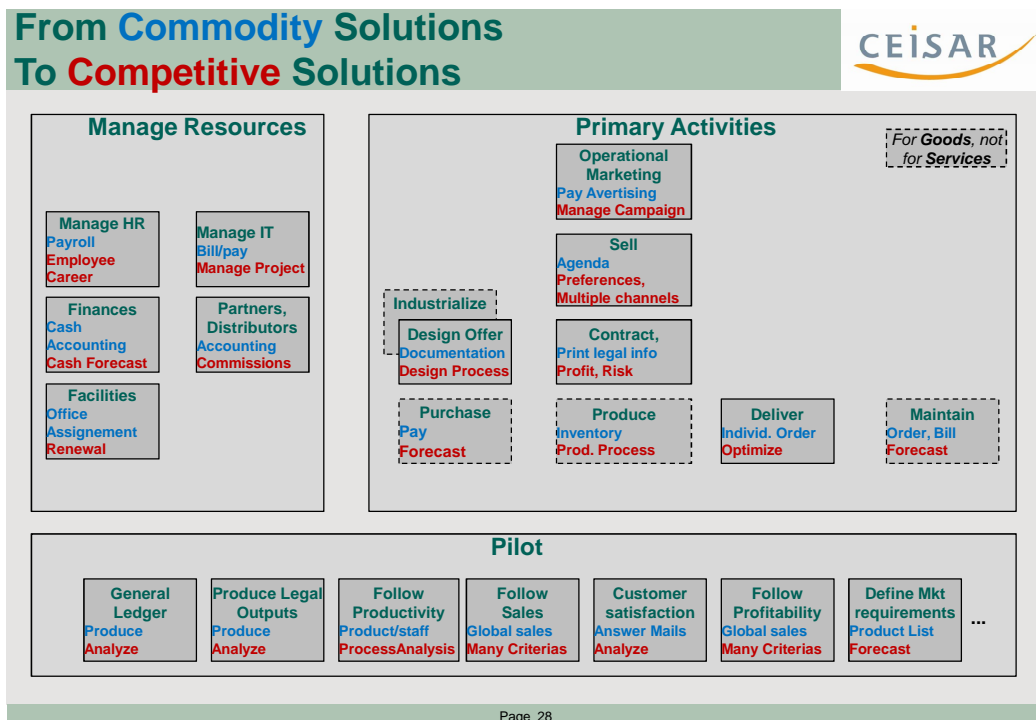 From Commodity Solutions
To Competitive Solutions
CEISAR
Manage Resources
Manage HR
Payroll
Employee
Career
Manage IT
Bill/pay
Manage Project
Finances
Cash
Accounting
Cash Forecast
Partners,
Distributors
Accounting
Commissions
Facilities
Office
Assignement
Renewal
Primary Activities
For Goods, not
for Services
Operational
Marketing
Pay Avertising
Manage Campaign
Sell
Agenda
Preferences,
Multiple channels
Industrialize
Design Offer
Documentation
Design Process
Contract,
Print legal info
Profit, Risk
Purchase
Pay
Forecast
Produce
Inventory
Prod. Process
Deliver
Individ. Order
Optimize
Maintain
Order, Bill
Forecast
Pilot
General
Ledger
Produce
Analyze
Produce Legal
Outputs
Produce
Analyze
Follow
Productivity
Product/staff
ProcessAnalysis
Follow
Sales
Global sales
Many Criterias
Customer
satisfaction
Answer Mails
Analyze
Follow
Profitability
Global sales
Many Criterias
Define Mkt
requirements
Product List
Forecast
...
Page 28